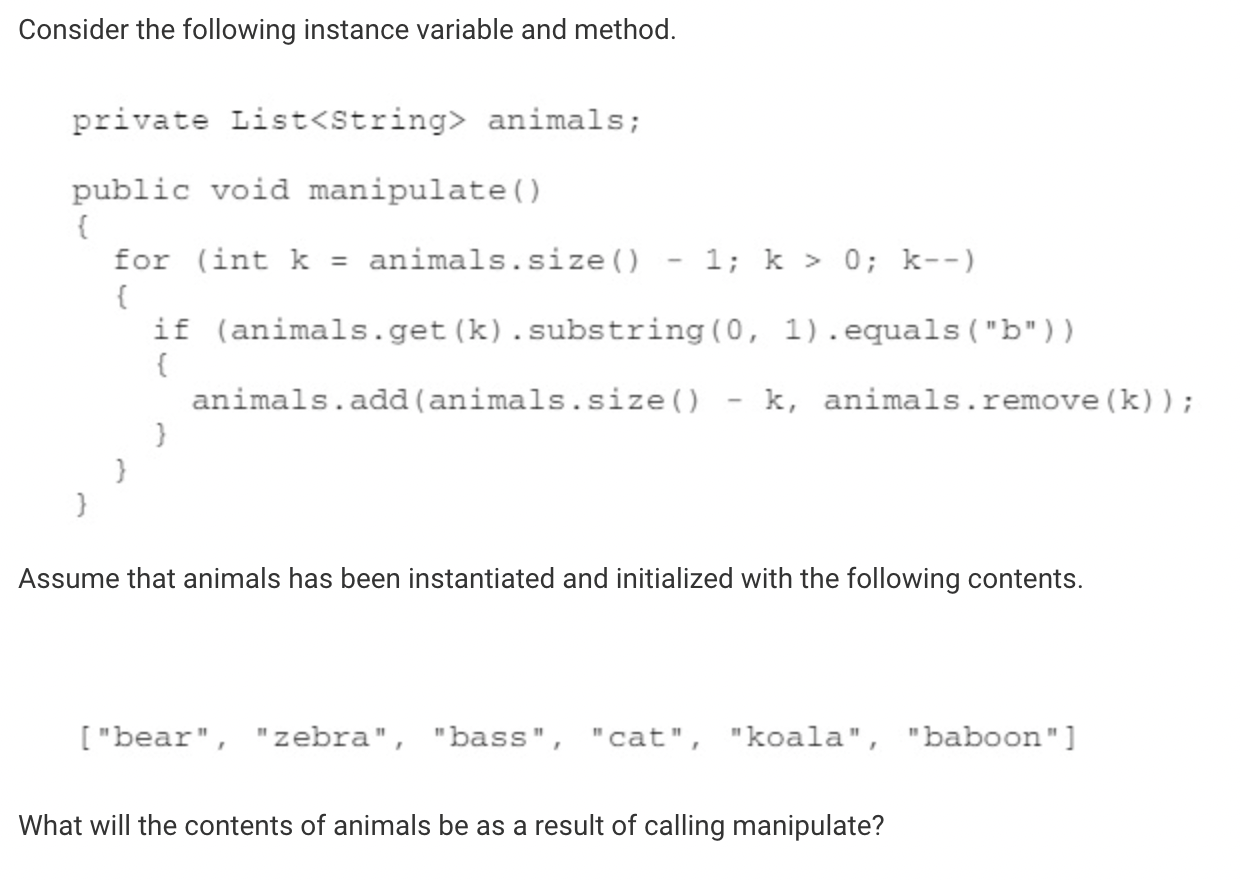 Consider the following instance variable and method.
private List<String> animals;
public void manipulate()
{
for (int k = animals.size() - 1; k > 0; k--)
{
if (animals.get(k).substring(0, 1).equals("b"))
{
animals.add(animals.size() - k, animals.remove(k));
}
}
}
Assume that animals has been instantiated and initialized with the following contents.
["bear", "zebra", "bass", "cat", "koala", "baboon"]
What will the contents of animals be as a result of calling manipulate?